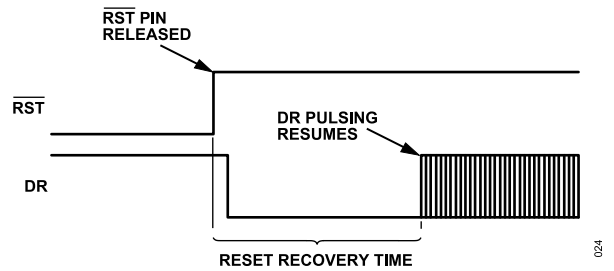 RST PIN
RELEASED
RST
DR PULSING
RESUMES
DR
RESET RECOVERY TIME
024